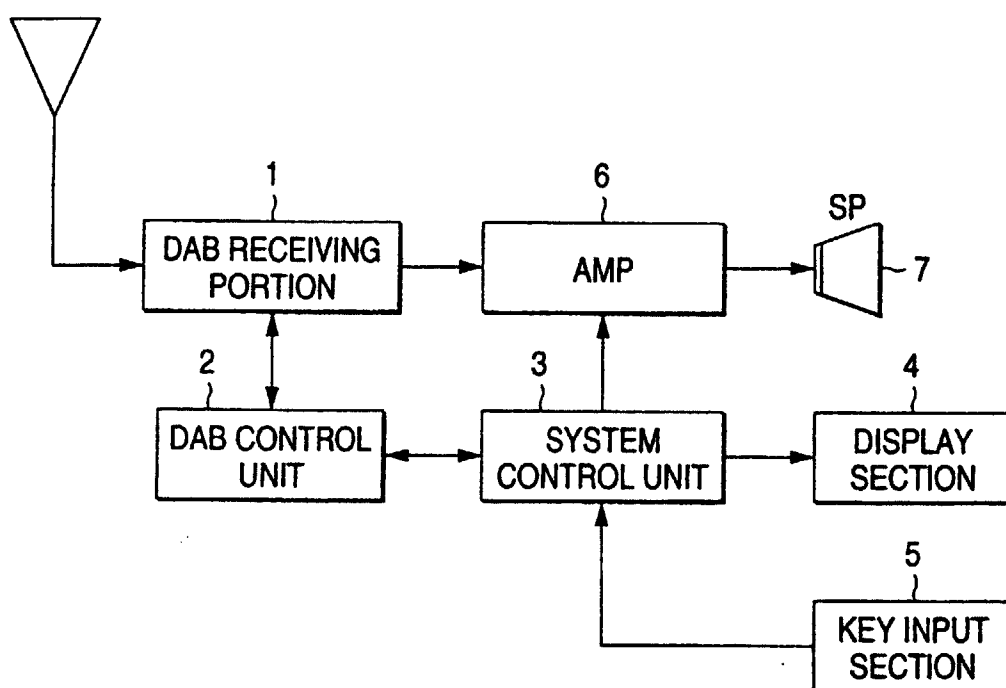 1
DAB RECEIVING
PORTION
6
AMP
SP
7
2
DAB CONTROL
UNIT
3
SYSTEM
CONTROL UNIT
4
DISPLAY
SECTION
5
KEY INPUT
SECTION